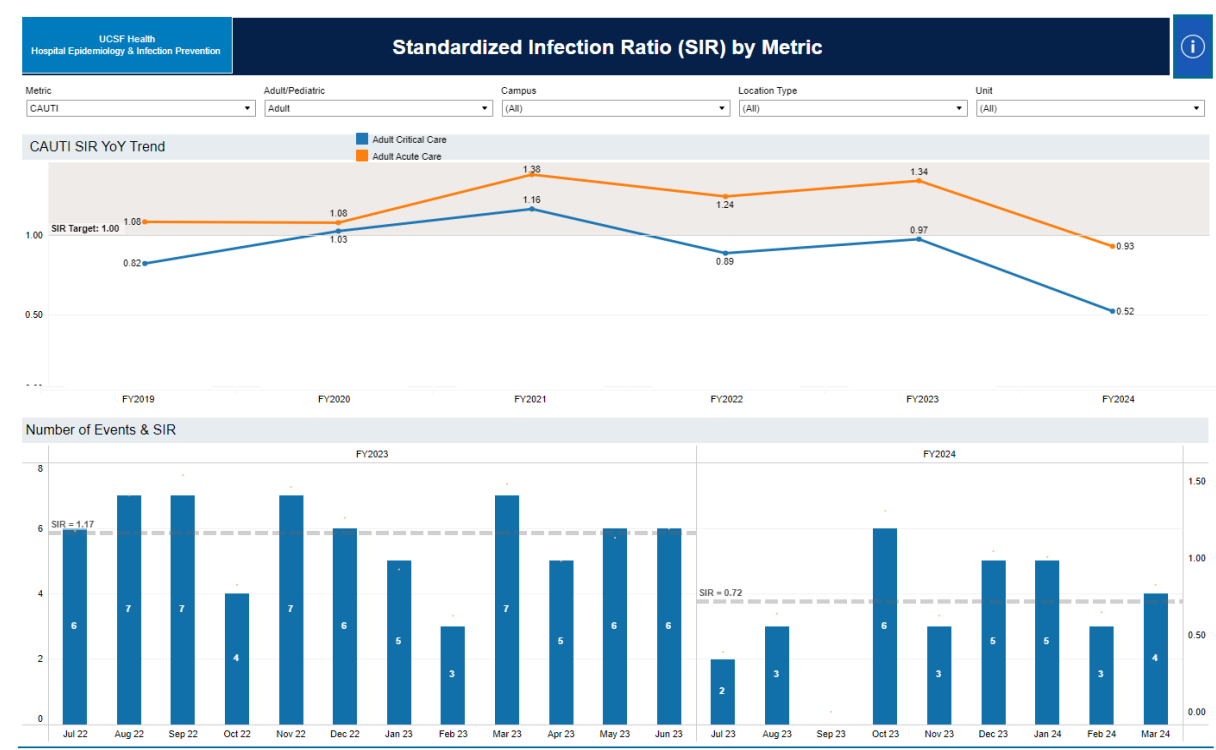 UCSF Health
Hospital Epidemiology & Infection Prevention
Standardized Infection Ratio (SIR) by Metric
i
Metric
Adult/Pediatric
Campus
Location Type
Unit
CAUTI
Adult
(All)
(All)
(All)
CAUTI SIR YoY Trend
Adult Critical Care
Adult Acute Care
1.38
1.34
1.16
1.24
1.08
1.08
SIR Target: 1.00
1.00
1.03
0.97
0.93
0.82
0.89
0.50
0.52
FY2019
FY2020
FY2021
FY2022
FY2023
FY2024
Number of Events & SIR
FY2023
FY2024
8
6
4
2
0
1.50
1.00
0.50
0.00
SIR = 1.17
SIR = 0.72
6
7
7
4
7
6
5
3
7
5
6
6
2
3
6
3
5
5
3
4
Jul 22
Aug 22
Sep 22
Oct 22
Nov 22
Dec 22
Jan 23
Feb 23
Mar 23
Apr 23
May 23
Jun 23
Jul 23
Aug 23
Sep 23
Oct 23
Nov 23
Dec 23
Jan 24
Feb 24
Mar 24